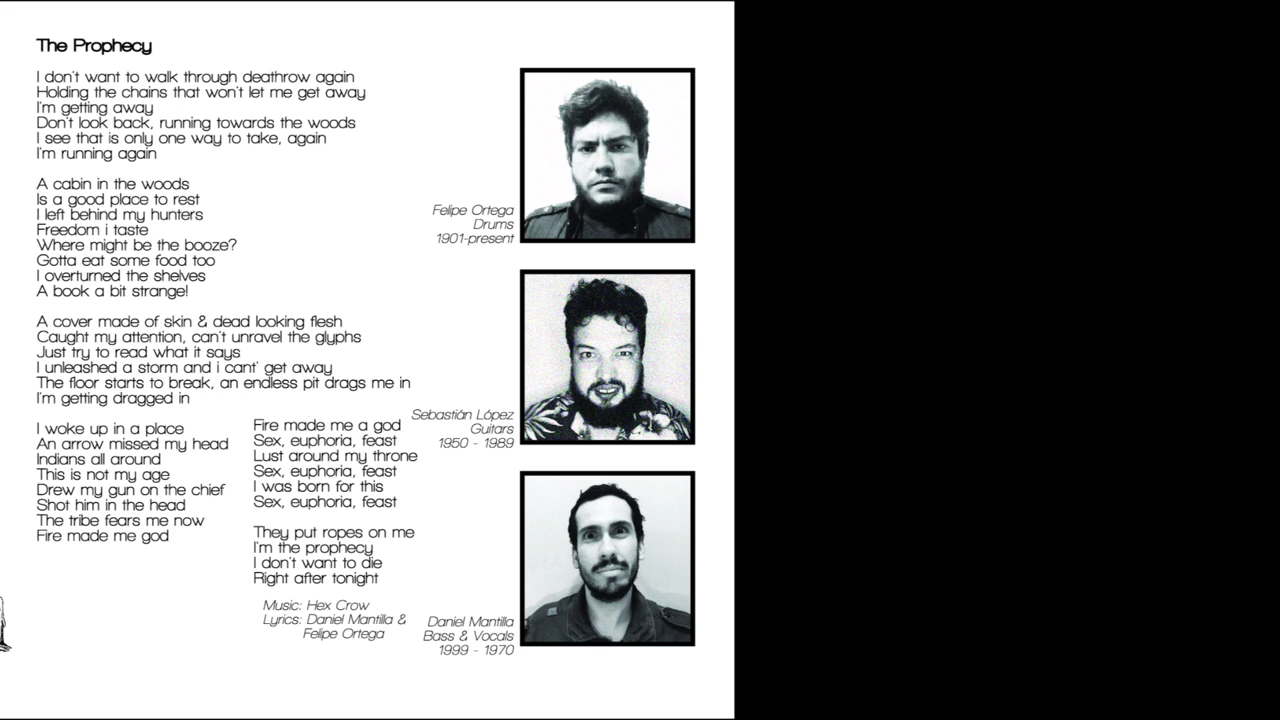 The Prophecy
I don't want to walk through deathrow again
Holding the chains that won't let me get away
I'm getting away
Don't look back, running towards the woods
I see that is only one way to take, again
I'm running again
A cabin in the woods
Is a good place to rest
I left behind my hunters
Freedom i taste
Where might be the booze?
Gotta eat some food too
I overturned the shelves
A book a bit strange!
A cover made of skin & dead looking flesh
Caught my attention, can't unravel the glyphs
Just try to read what it says
I unleashed a storm and i cant' get away
The floor starts to break, an endless pit drags me in
I'm getting dragged in
I woke up in a place
An arrow missed my head
Indians all around
This is not my age
Drew my gun on the chief
Shot him in the head
The tribe fears me now
Fire made me god
Fire made me a god
Sex, euphoria, feast
Lust around my throne
Sex, euphoria, feast
I was born for this
Sex, euphoria, feast
They put ropes on me
I'm the prophecy
I don't want to die
Right after tonight
Music: Hex Crow
Lyrics: Daniel Mantilla &
Felipe Ortega
Felipe Ortega
Drums
1901-present
Sebastián López
Guitars
1950 - 1989
Daniel Mantilla
Bass & Vocals
1999 - 1970